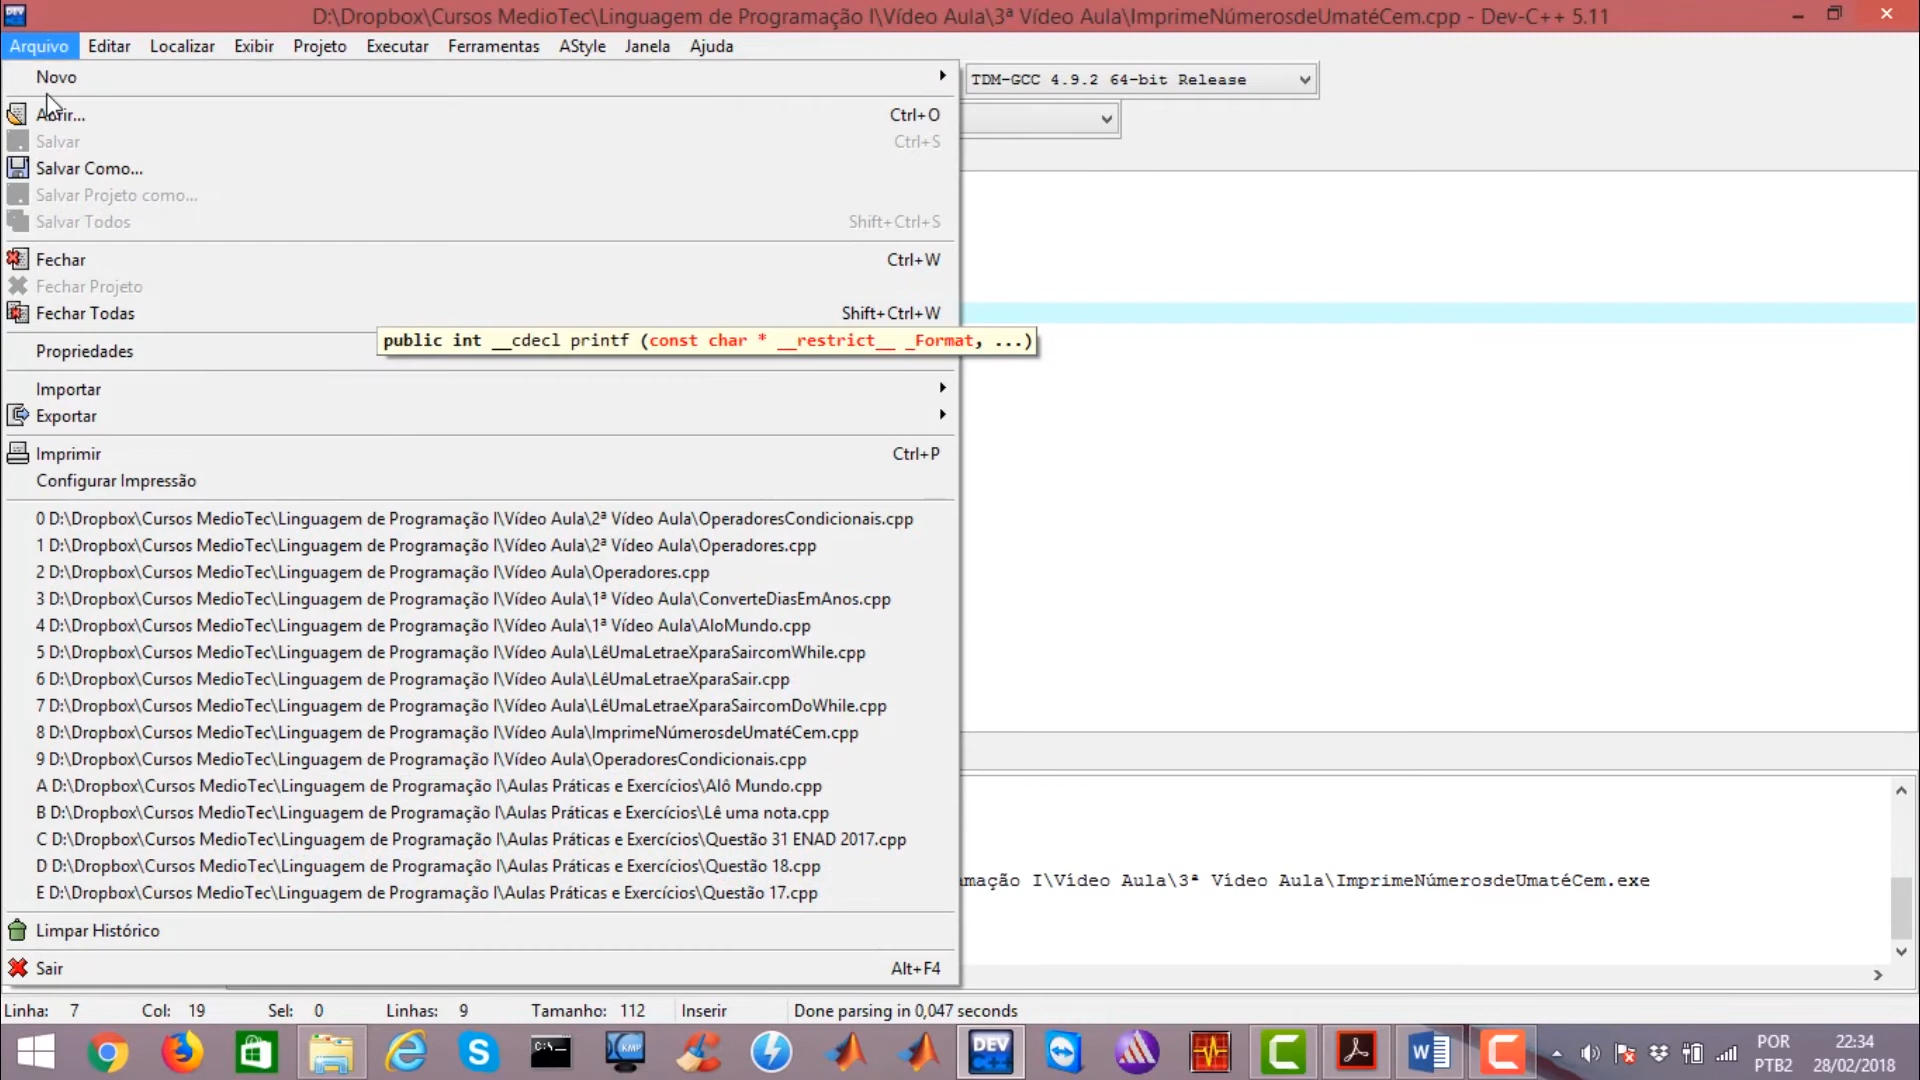 D:\Dropbox\Cursos MedioTec\Linguagem de Programação I\Vídeo Aula\3ª Vídeo Aula\ImprimeNúmerosdeUmatéCem.cpp - Dev-C++ 5.11
Arquivo Editar Localizar Exibir Projeto Executar Ferramentas AStyle Janela Ajuda
Novo
TDM-GCC 4.9.2 64-bit Release
Abrir... Ctrl+O
Salvar Ctrl+S
Salvar Como...
Salvar Projeto como...
Salvar Todos Shift+Ctrl+S
Fechar Ctrl+W
Fechar Projeto
Fechar Todas Shift+Ctrl+W
public int __cdecl printf (const char * __restrict__ _Format, ...)
Propriedades
Importar
Exportar
Imprimir Ctrl+P
Configurar Impressão
0 D:\Dropbox\Cursos MedioTec\Linguagem de Programação I\Vídeo Aula\2ª Vídeo Aula\OperadoresCondicionais.cpp
1 D:\Dropbox\Cursos MedioTec\Linguagem de Programação I\Vídeo Aula\2ª Vídeo Aula\Operadores.cpp
2 D:\Dropbox\Cursos MedioTec\Linguagem de Programação I\Vídeo Aula\Operadores.cpp
3 D:\Dropbox\Cursos MedioTec\Linguagem de Programação I\Vídeo Aula\1ª Vídeo Aula\ConverteDiasEmAnos.cpp
4 D:\Dropbox\Cursos MedioTec\Linguagem de Programação I\Vídeo Aula\1ª Vídeo Aula\AloMundo.cpp
5 D:\Dropbox\Cursos MedioTec\Linguagem de Programação I\Vídeo Aula\LêUmaLetraeXparaSaircomWhile.cpp
6 D:\Dropbox\Cursos MedioTec\Linguagem de Programação I\Vídeo Aula\LêUmaLetraeXparaSair.cpp
7 D:\Dropbox\Cursos MedioTec\Linguagem de Programação I\Vídeo Aula\LêUmaLetraeXparaSaircomDoWhile.cpp
8 D:\Dropbox\Cursos MedioTec\Linguagem de Programação I\Vídeo Aula\ImprimeNúmerosdeUmatéCem.cpp
9 D:\Dropbox\Cursos MedioTec\Linguagem de Programação I\Vídeo Aula\OperadoresCondicionais.cpp
A D:\Dropbox\Cursos MedioTec\Linguagem de Programação I\Aulas Práticas e Exercícios\Alô Mundo.cpp
B D:\Dropbox\Cursos MedioTec\Linguagem de Programação I\Aulas Práticas e Exercícios\Lê uma nota.cpp
C D:\Dropbox\Cursos MedioTec\Linguagem de Programação I\Aulas Práticas e Exercícios\Questão 31 ENAD 2017.cpp
D D:\Dropbox\Cursos MedioTec\Linguagem de Programação I\Aulas Práticas e Exercícios\Questão 18.cpp
mação I\Vídeo Aula\3ª Vídeo Aula\ImprimeNúmerosdeUmatéCem.exe
E D:\Dropbox\Cursos MedioTec\Linguagem de Programação I\Aulas Práticas e Exercícios\Questão 17.cpp
Limpar Histórico
Sair Alt+F4
Linha: 7 Col: 19 Sel: 0 Linhas: 9 Tamanho: 112 Inserir Done parsing in 0,047 seconds
DEV C++
POR 22:34
PTB2 28/02/2018